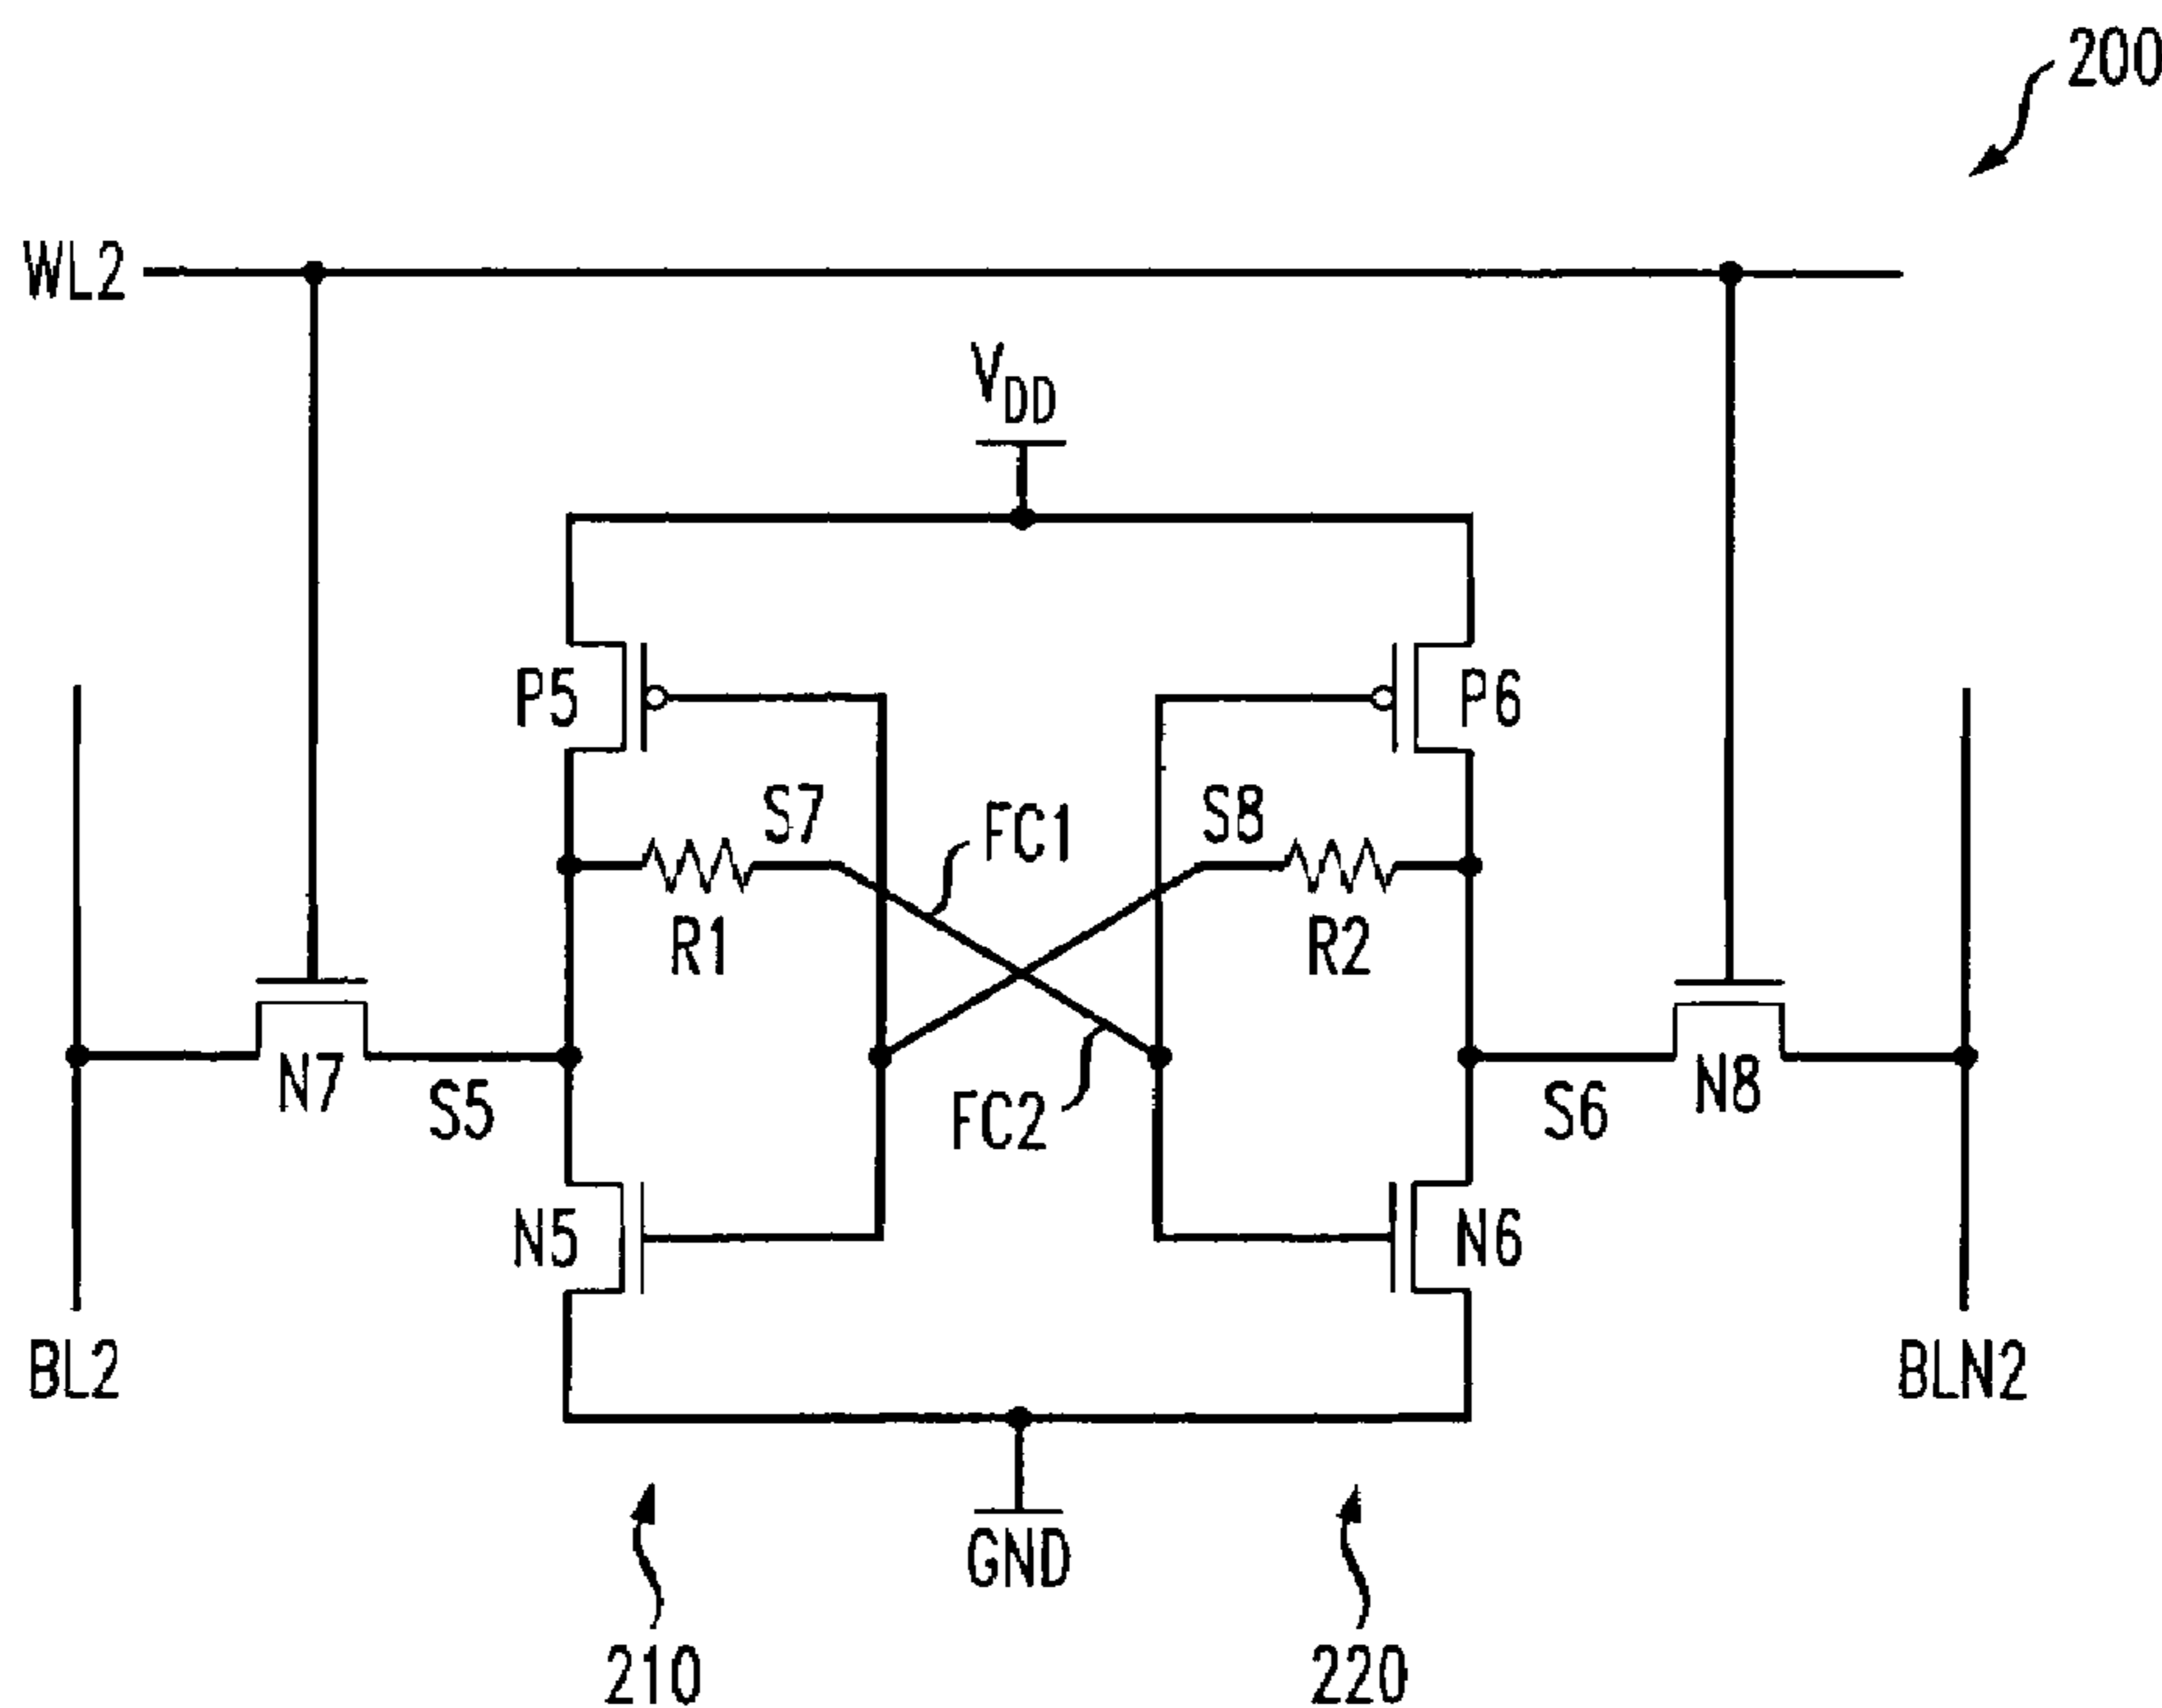 200
WL2
VDD
P5
P6
S7
FC1
S8
R1
R2
N7
S5
FC2
S6
N8
N5
N6
BL2
BLN2
GND
210
220